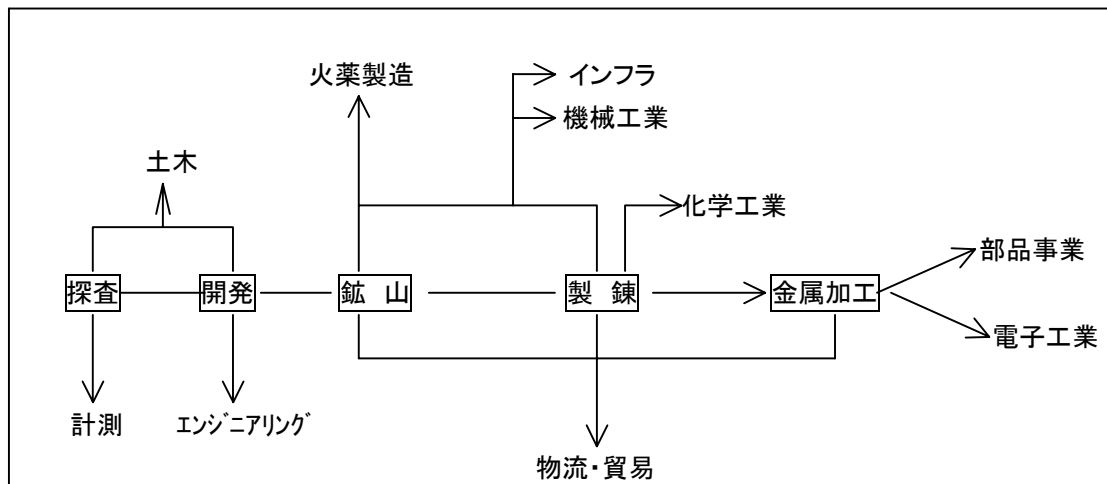 火薬製造
インフラ
機械工業
土木
化学工業
部品事業
探査
開発
鉱 山
製 錬
金属加工
電子工業
計測
ｴﾝｼﾞﾆｱﾘﾝｸﾞ
物流・貿易